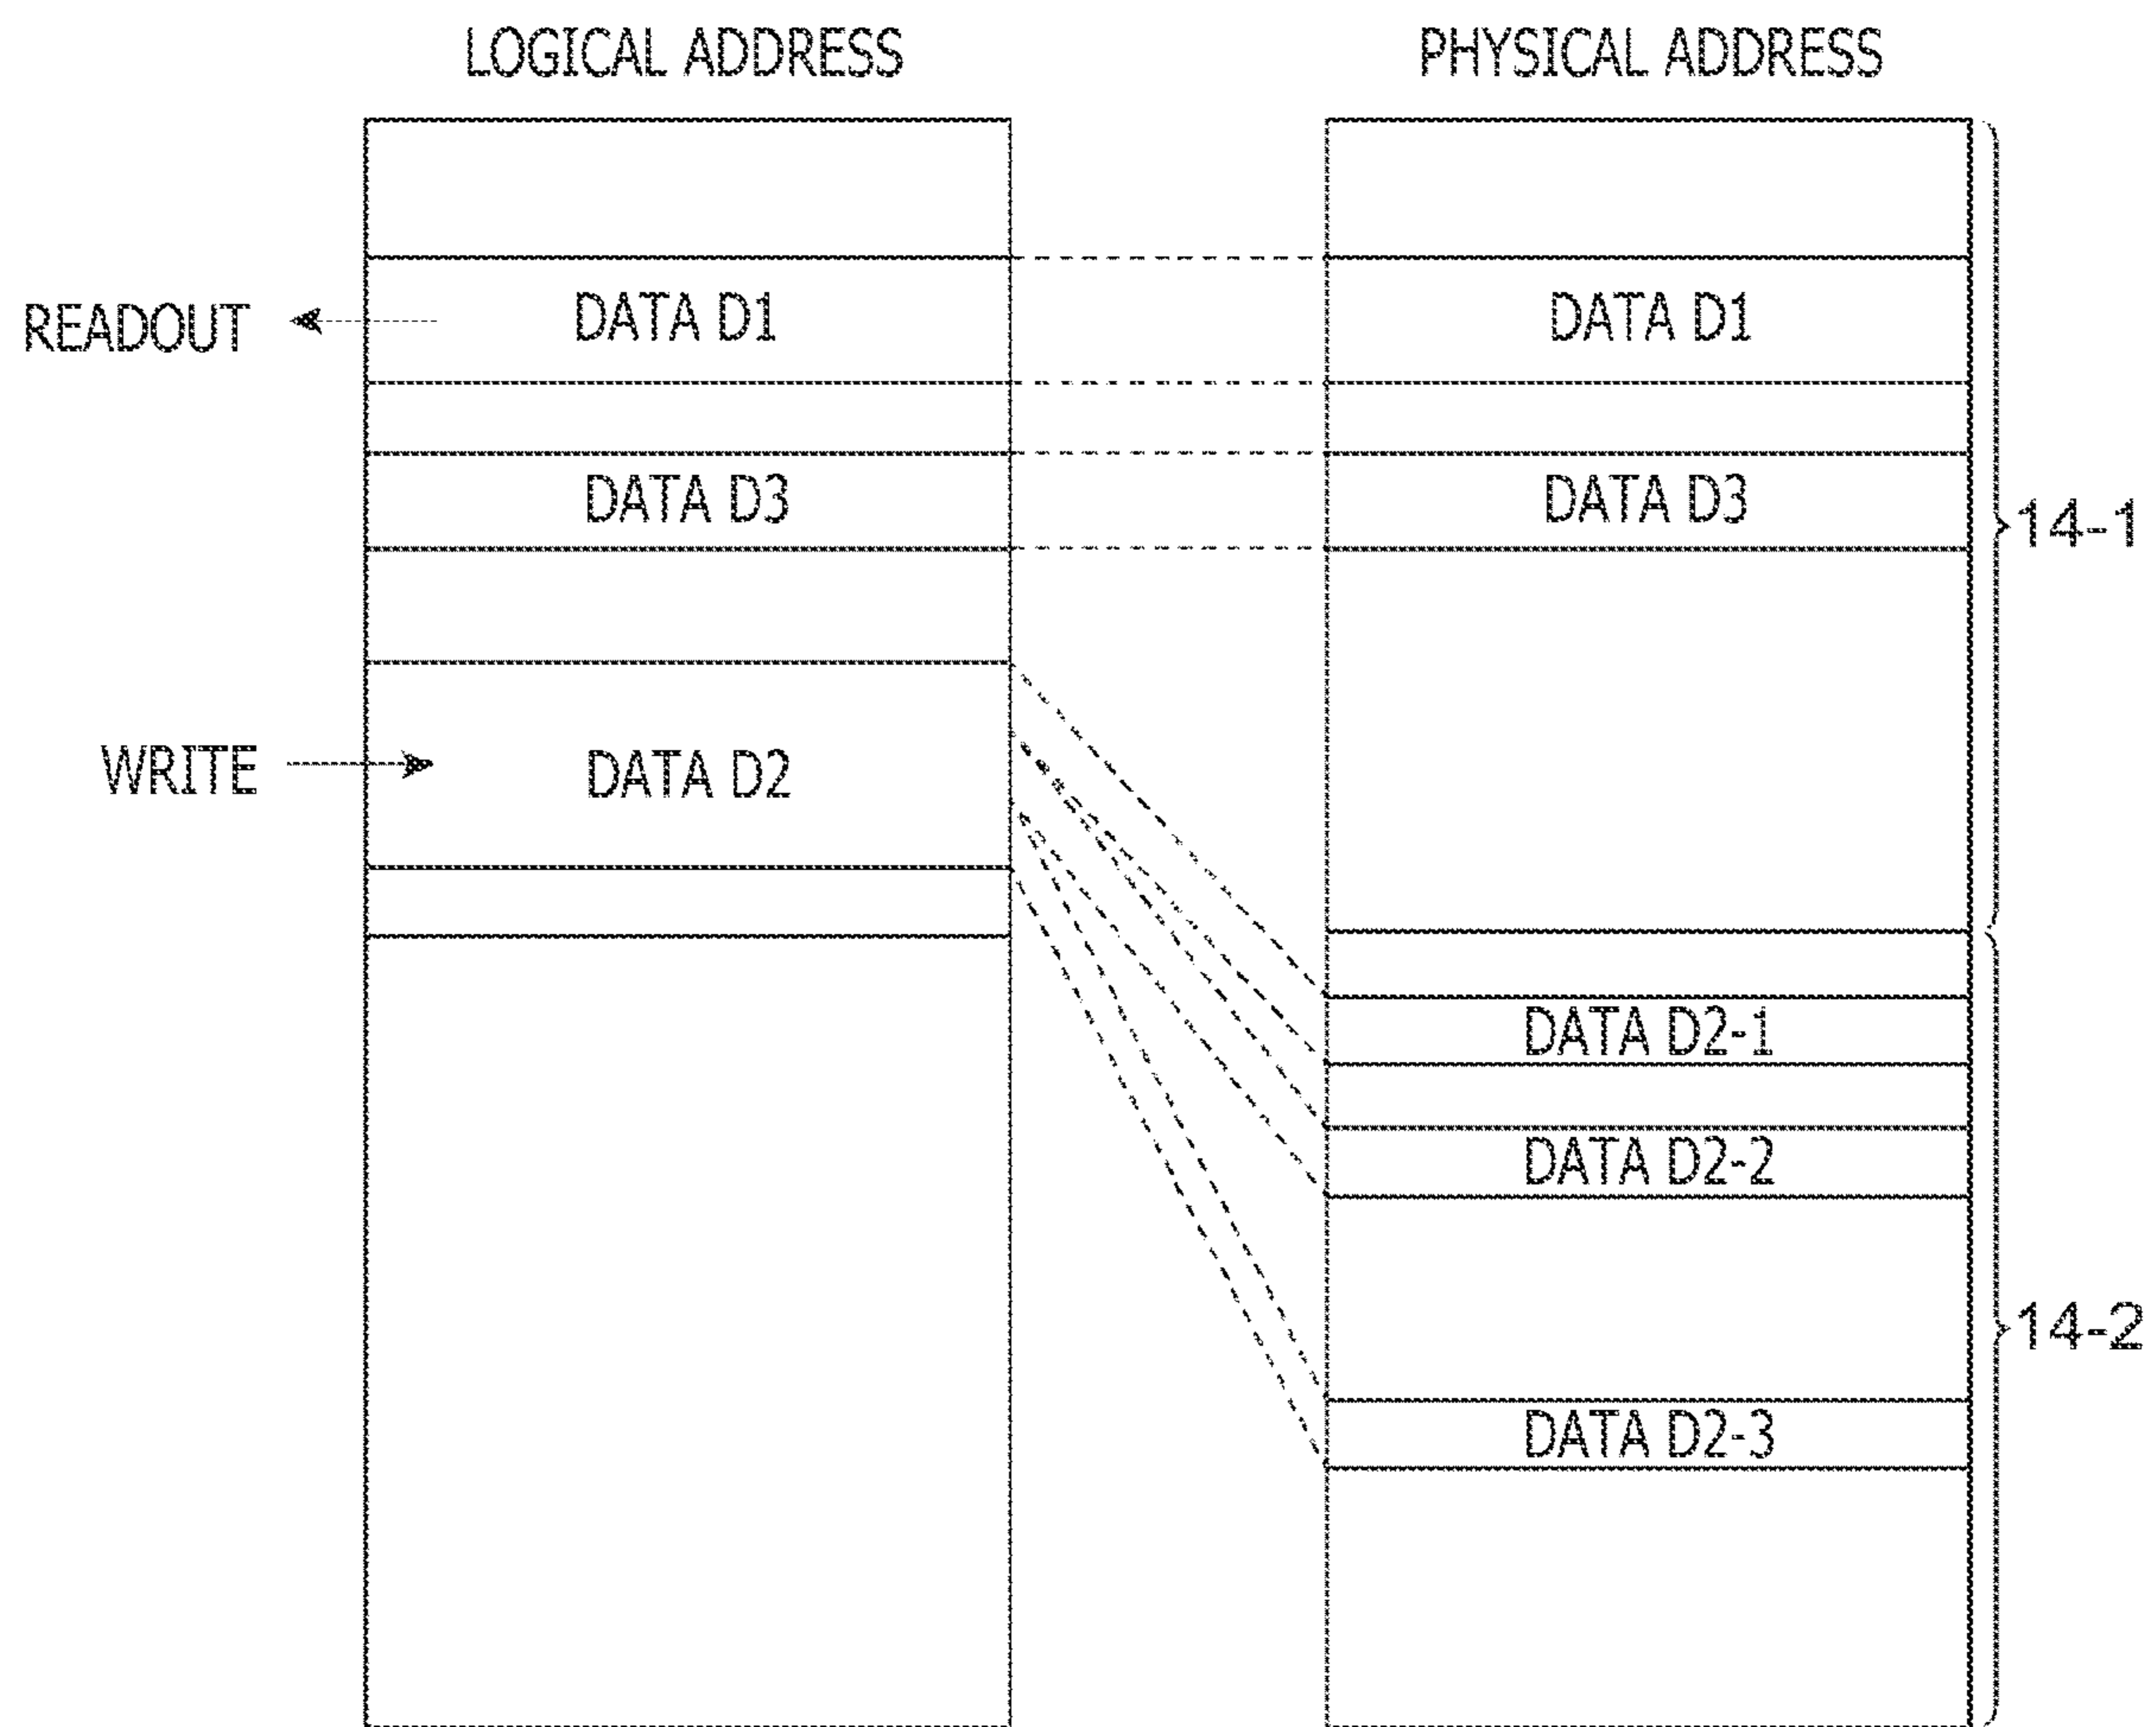 LOGICAL ADDRESS
PHYSICAL ADDRESS
READOUT
DATA D1
DATA D1
DATA D3
DATA D3
14-1
WRITE
DATA D2
DATA D2-1
DATA D2-2
14-2
DATA D2-3